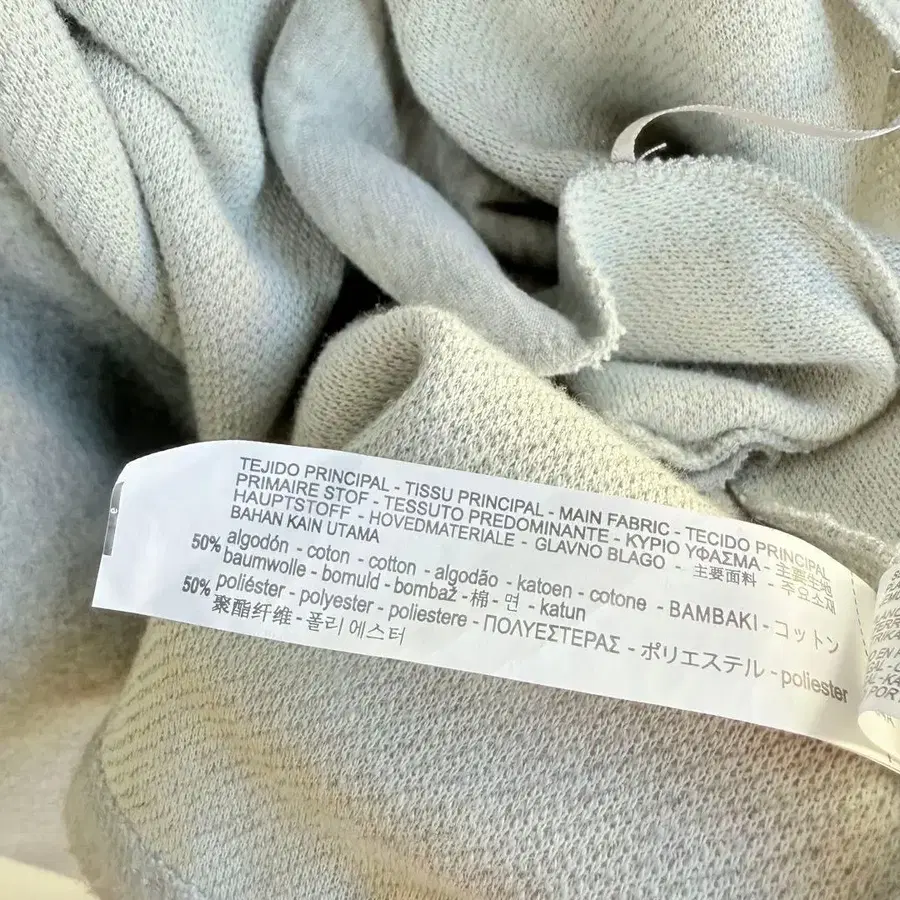 TEJIDO PRINCIPAL - TISSU PRINCIPAL - MAIN FABRIC - TECIDO PRINCIPAL
PRIMAIRE STOF - TESSUTO PREDOMINANTE - ΚΥΡΙΟ ΥΦΑΣΜΑ - 主要生地
HAUPTSTOFF - HOVEDMATERIALE - GLAVNO BLAGO - 主要面料 주요소재
BAHAN KAIN UTAMA
50% algodón - coton - cotton - algodão - katoen - cotone - ΒΑΜΒΑΚΙ - コットン
baumwolle - bomuld - bombaž - 棉 - 면 - katun
50% poliéster - polyester - poliestere - ΠΟΛΥΕΣΤΕΡΑΣ - ポリエステル - poliester
聚酯纤维 - 폴리에스터